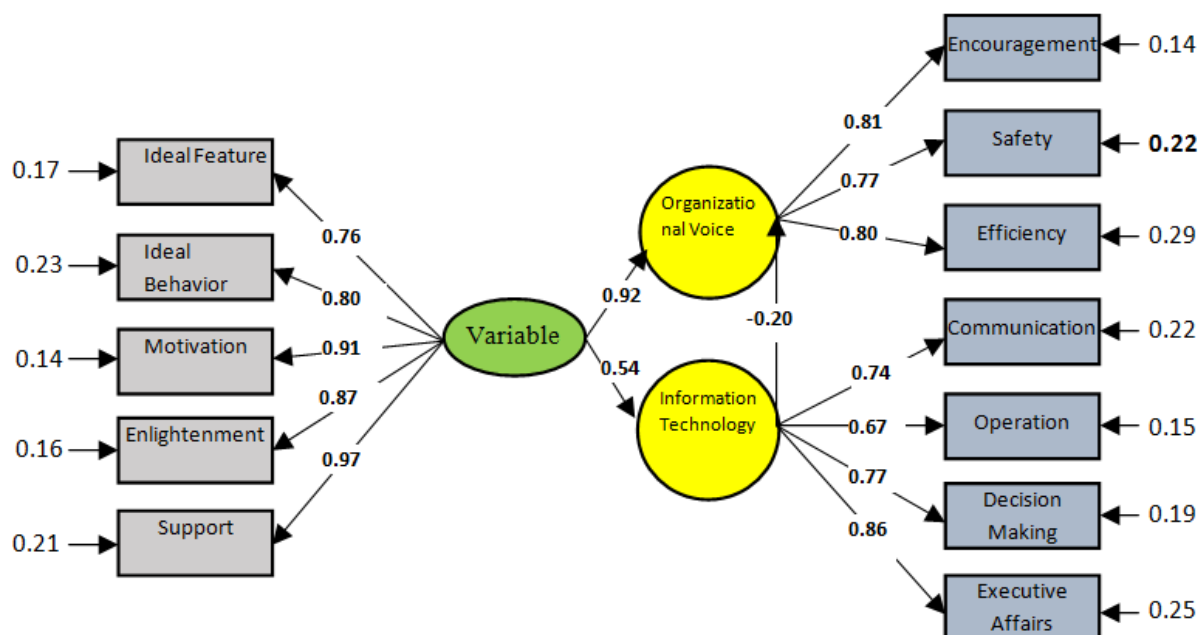 Encouragement
0.14
0.81
Safety
0.22
0.77
Efficiency
0.29
0.80
Ideal Feature
0.17
0.76
Ideal
Behavior
0.23
0.80
Motivation
0.14
0.91
Enlightenment
0.16
0.87
Support
0.21
0.97
Variable
0.92
0.54
Organizatio
nal Voice
-0.20
Information
Technology
Communication
0.22
0.74
Operation
0.15
0.67
Decision
Making
0.19
0.77
Executive
Affairs
0.25
0.86